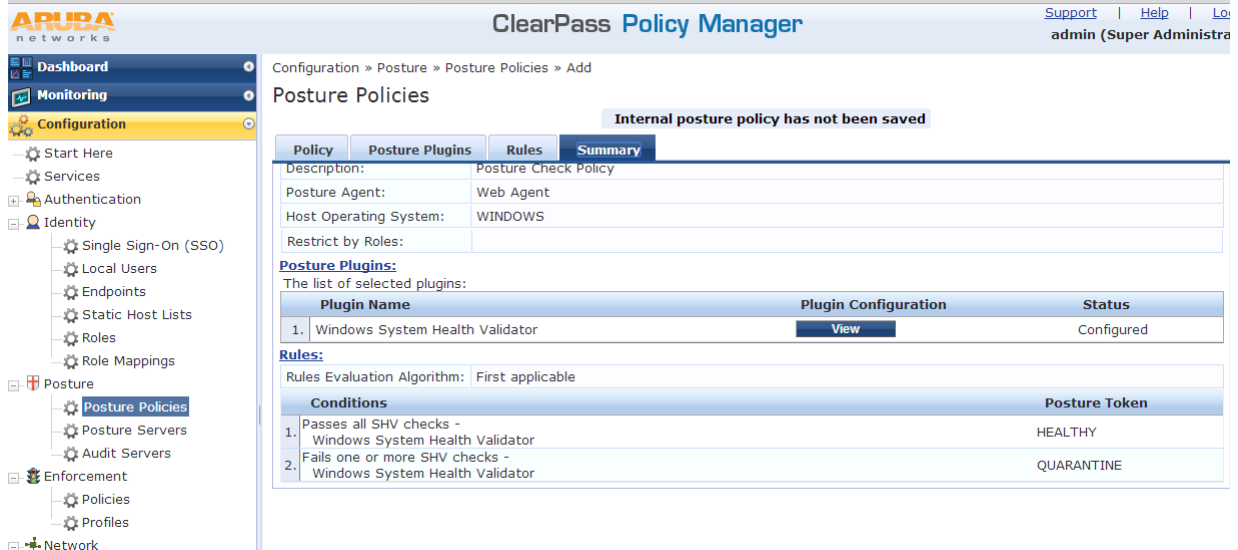 ARUBA
networks
ClearPass Policy Manager
Support | Help | Lo
admin (Super Administra
Dashboard
Monitoring
Configuration
Start Here
Services
Authentication
Identity
Single Sign-On (SSO)
Local Users
Endpoints
Static Host Lists
Roles
Role Mappings
Posture
Posture Policies
Posture Servers
Audit Servers
Enforcement
Policies
Profiles
Network
Configuration » Posture » Posture Policies » Add
Posture Policies
Internal posture policy has not been saved
Policy Posture Plugins Rules Summary
Description: Posture Check Policy
Posture Agent: Web Agent
Host Operating System: WINDOWS
Restrict by Roles:
Posture Plugins:
The list of selected plugins:
Plugin Name Plugin Configuration Status
1. Windows System Health Validator View Configured
Rules:
Rules Evaluation Algorithm: First applicable
Conditions Posture Token
1. Passes all SHV checks -
Windows System Health Validator HEALTHY
2. Fails one or more SHV checks -
Windows System Health Validator QUARANTINE